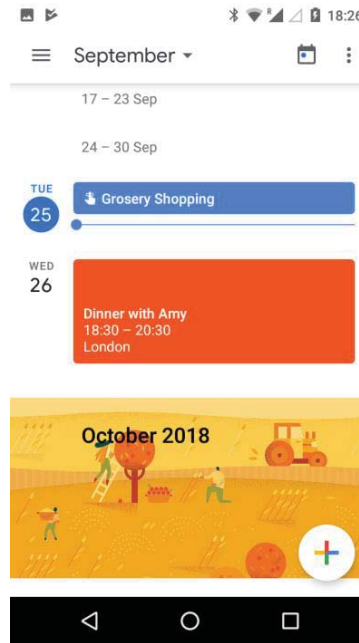 18:26
September
17 – 23 Sep
24 – 30 Sep
TUE
25
Grosery Shopping
WED
26
Dinner with Amy
18:30 – 20:30
London
October 2018